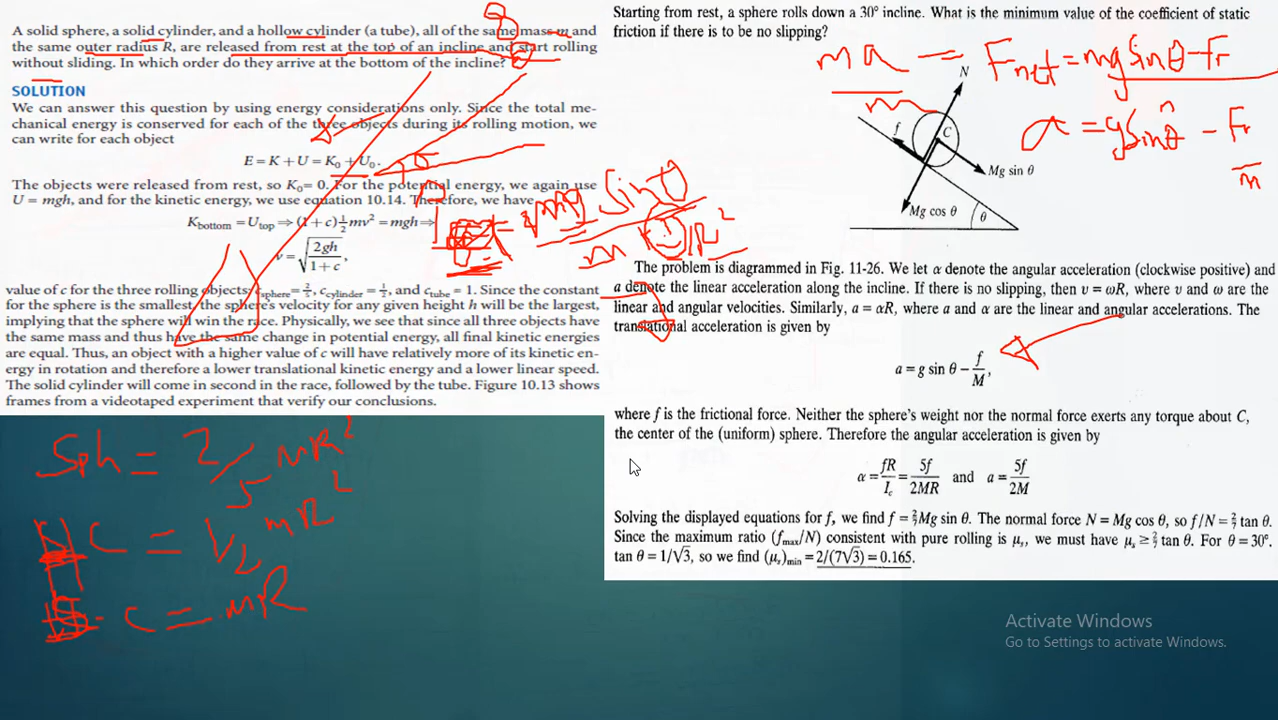 A solid sphere, a solid cylinder, and a hollow cylinder (a tube), all of the same mass m and
the same outer radius R, are released from rest at the top of an incline and start rolling
without sliding. In which order do they arrive at the bottom of the incline?
SOLUTION
We can answer this question by using energy considerations only. Since the total me-
chanical energy is conserved for each of the three objects during its rolling motion, we
can write for each object
E = K + U = K₀ + U₀.
The objects were released from rest, so K₀ = 0. For the potential energy, we again use
U = mgh, and for the kinetic energy, we use equation 10.14. Therefore, we have
K_bottom = U_top ⇒ (1 + c)½mv² = mgh ⇒
v = √(2gh/(1 + c)),
mg Sinθ
m R²
value of c for the three rolling objects: c_sphere = 2/5, c_cylinder = 1/2, and c_tube = 1. Since the constant
for the sphere is the smallest, the sphere's velocity for any given height h will be the largest,
implying that the sphere will win the race. Physically, we see that since all three objects have
the same mass and thus have the same change in potential energy, all final kinetic energies
are equal. Thus, an object with a higher value of c will have relatively more of its kinetic en-
ergy in rotation and therefore a lower translational kinetic energy and a lower linear speed.
The solid cylinder will come in second in the race, followed by the tube. Figure 10.13 shows
frames from a videotaped experiment that verify our conclusions.
Sph = 2/5 mR²
C = 1/2 mR²
C = mR
Starting from rest, a sphere rolls down a 30° incline. What is the minimum value of the coefficient of static
friction if there is to be no slipping?
ma = Fnet = mg sinθ - Fr
m
a = g sinθ - Fr/m
N
f
C
Mg sin θ
Mg cos θ
θ
The problem is diagrammed in Fig. 11-26. We let α denote the angular acceleration (clockwise positive) and
a denote the linear acceleration along the incline. If there is no slipping, then v = ωR, where v and ω are the
linear and angular velocities. Similarly, a = αR, where a and α are the linear and angular accelerations. The
translational acceleration is given by
a = g sin θ − f/M,
where f is the frictional force. Neither the sphere's weight nor the normal force exerts any torque about C,
the center of the (uniform) sphere. Therefore the angular acceleration is given by
α = fR/I_c = 5f/2MR and a = 5f/2M
Solving the displayed equations for f, we find f = 2/7 Mg sin θ. The normal force N = Mg cos θ, so f/N = 2/7 tan θ.
Since the maximum ratio (f_max/N) consistent with pure rolling is μ_s, we must have μ_s ≥ 2/7 tan θ. For θ = 30°,
tan θ = 1/√3, so we find (μ_s)_min = 2/(7√3) = 0.165.
Activate Windows
Go to Settings to activate Windows.